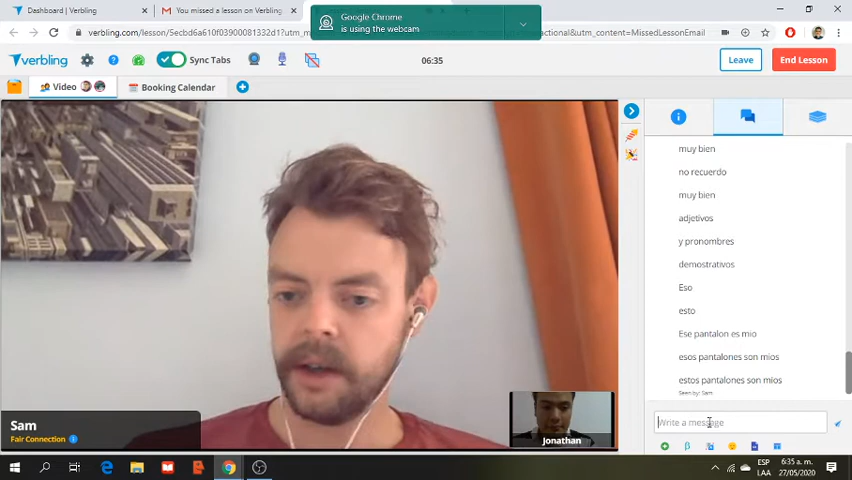 Dashboard | Verbling
You missed a lesson on Verbling
Google Chrome
is using the webcam
verbling.com/lesson/5ecbd6a610f03900081332d1?utm_m
actional&utm_content=MissedLessonEmail
verbling
Sync Tabs
06:35
Leave
End Lesson
Video
Booking Calendar
muy bien
no recuerdo
muy bien
adjetivos
y pronombres
demostrativos
Eso
esto
Ese pantalon es mio
esos pantalones son mios
estos pantalones son mios
Seen by: Sam
Write a message
Sam
Fair Connection
Jonathan
ESP
LAA
6:35 a. m.
27/05/2020